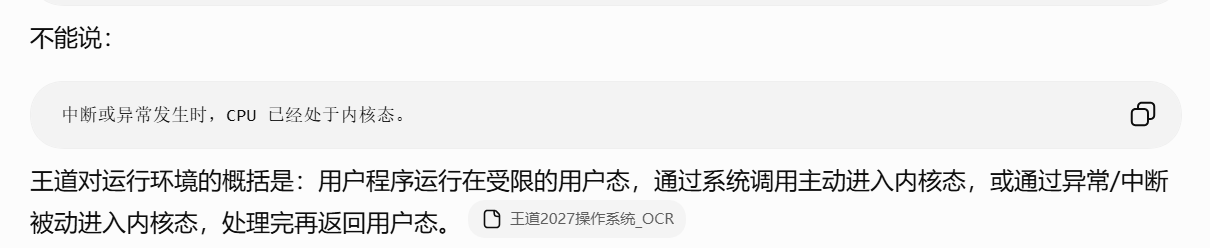 不能说：
中断或异常发生时，CPU 已经处于内核态。
王道对运行环境的概括是：用户程序运行在受限的用户态，通过系统调用主动进入内核态，或通过异常/中断
被动进入内核态，处理完再返回用户态。 王道2027操作系统_OCR